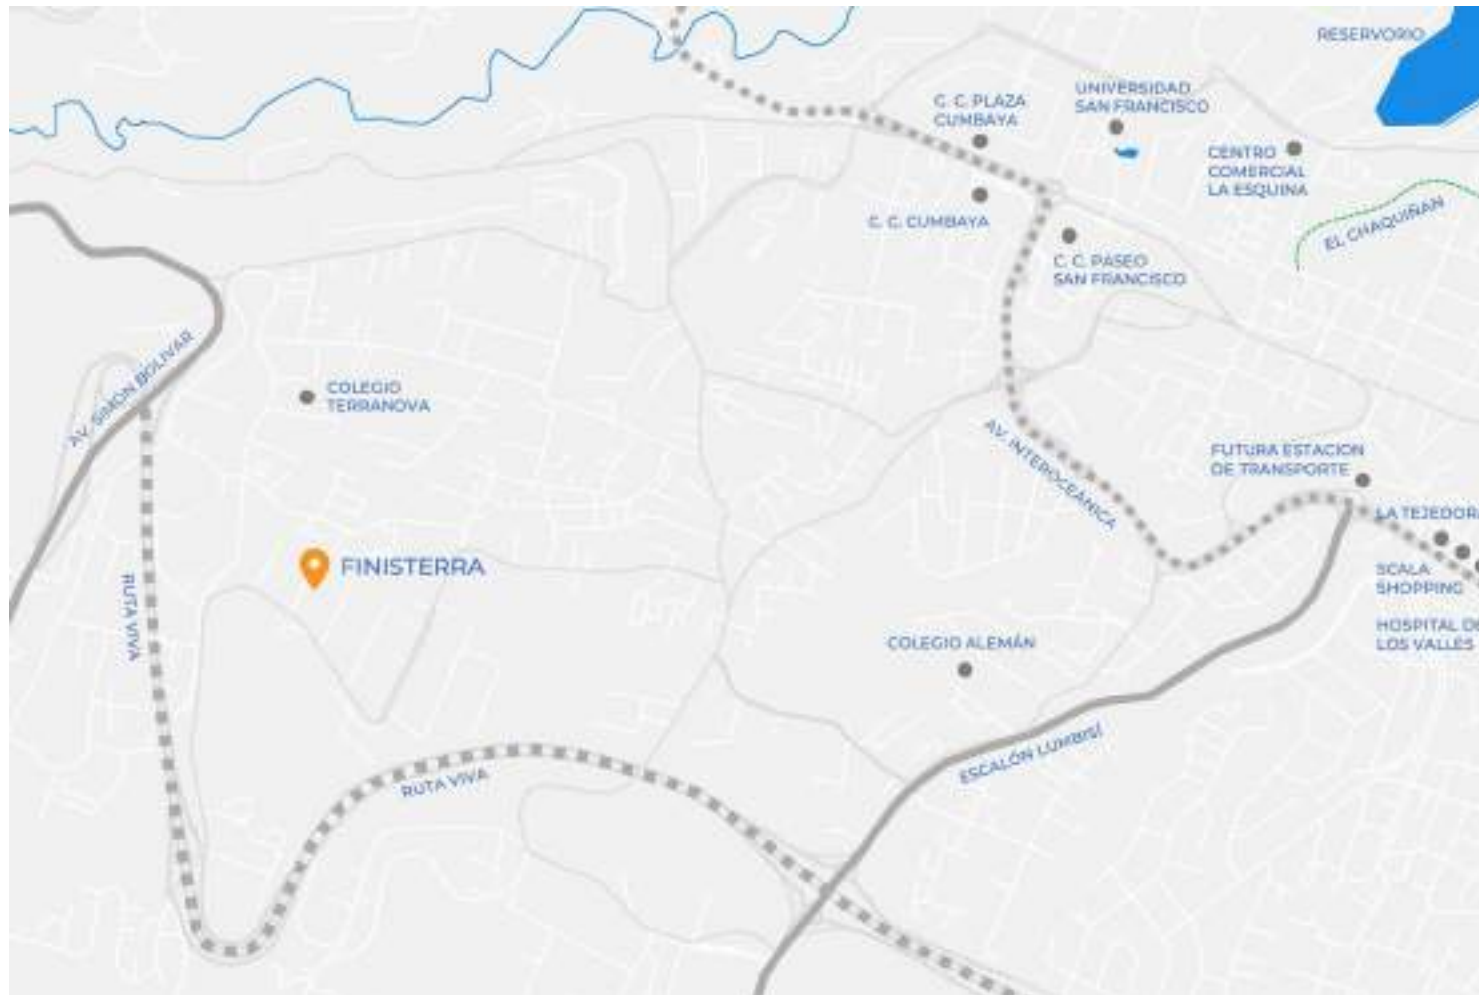 RESERVORIO
UNIVERSIDAD
SAN FRANCISCO
C. C. PLAZA
CUMBAYA
CENTRO
COMERCIAL
LA ESQUINA
C. C. CUMBAYA
EL CHAQUIÑAN
C. C. PASEO
SAN FRANCISCO
AV. SIMÓN BOLIVAR
COLEGIO
TERRANOVA
AV. INTEROCEÁNICA
FUTURA ESTACION
DE TRANSPORTE
LA TEJEDOR
FINISTERRA
SCALA
SHOPPING
RUTA VIVA
HOSPITAL DE
LOS VALLES
COLEGIO ALEMÁN
ESCALÓN LUMBISÍ
RUTA VIVA